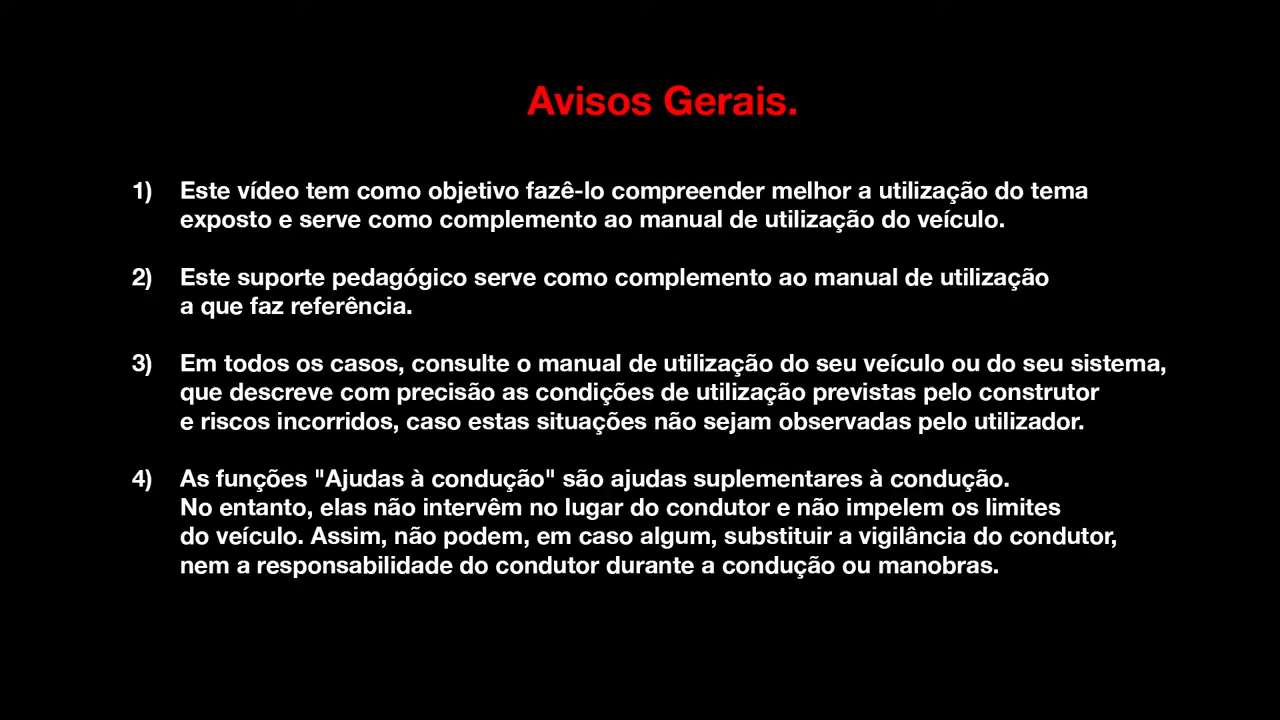 Avisos Gerais.
1) Este vídeo tem como objetivo fazê-lo compreender melhor a utilização do tema
exposto e serve como complemento ao manual de utilização do veículo.
2) Este suporte pedagógico serve como complemento ao manual de utilização
a que faz referência.
3) Em todos os casos, consulte o manual de utilização do seu veículo ou do seu sistema,
que descreve com precisão as condições de utilização previstas pelo construtor
e riscos incorridos, caso estas situações não sejam observadas pelo utilizador.
4) As funções "Ajudas à condução" são ajudas suplementares à condução.
No entanto, elas não intervêm no lugar do condutor e não impelem os limites
do veículo. Assim, não podem, em caso algum, substituir a vigilância do condutor,
nem a responsabilidade do condutor durante a condução ou manobras.